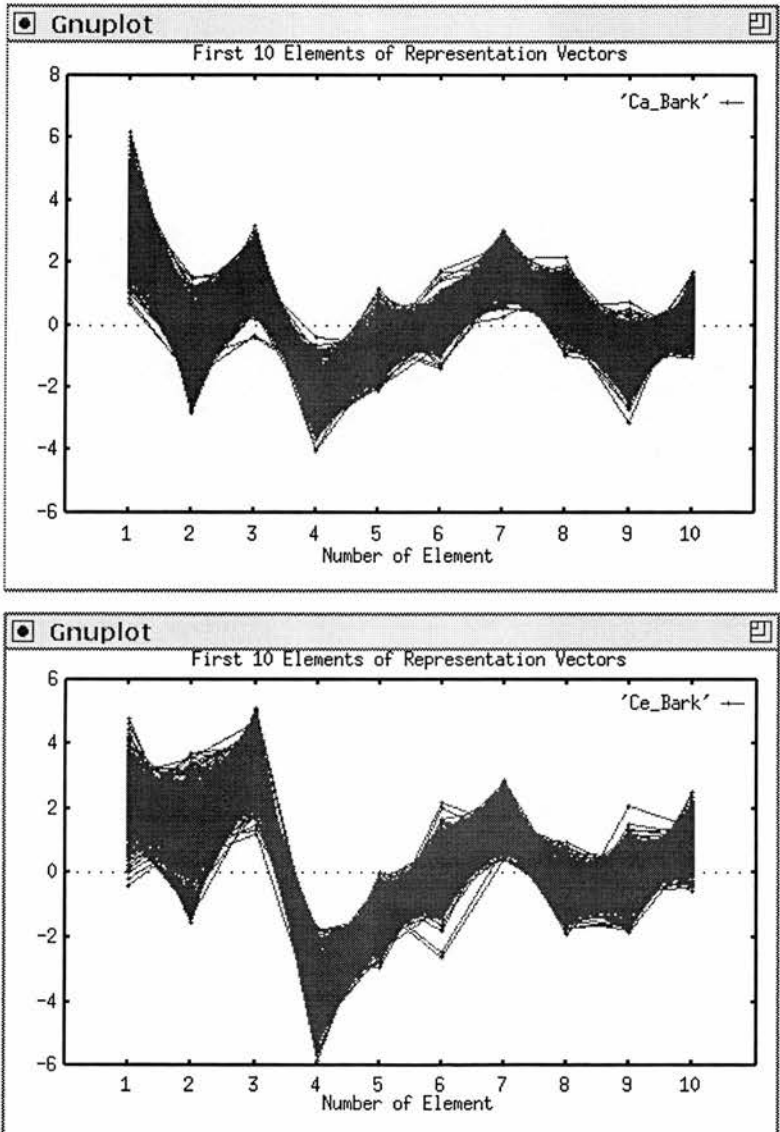 Gnuplot
First 10 Elements of Representation Vectors
'Ca_Bark'
8
6
4
2
0
-2
-4
-6
1 2 3 4 5 6 7 8 9 10
Number of Element
Gnuplot
First 10 Elements of Representation Vectors
'Ce_Bark'
6
4
2
0
-2
-4
-6
1 2 3 4 5 6 7 8 9 10
Number of Element